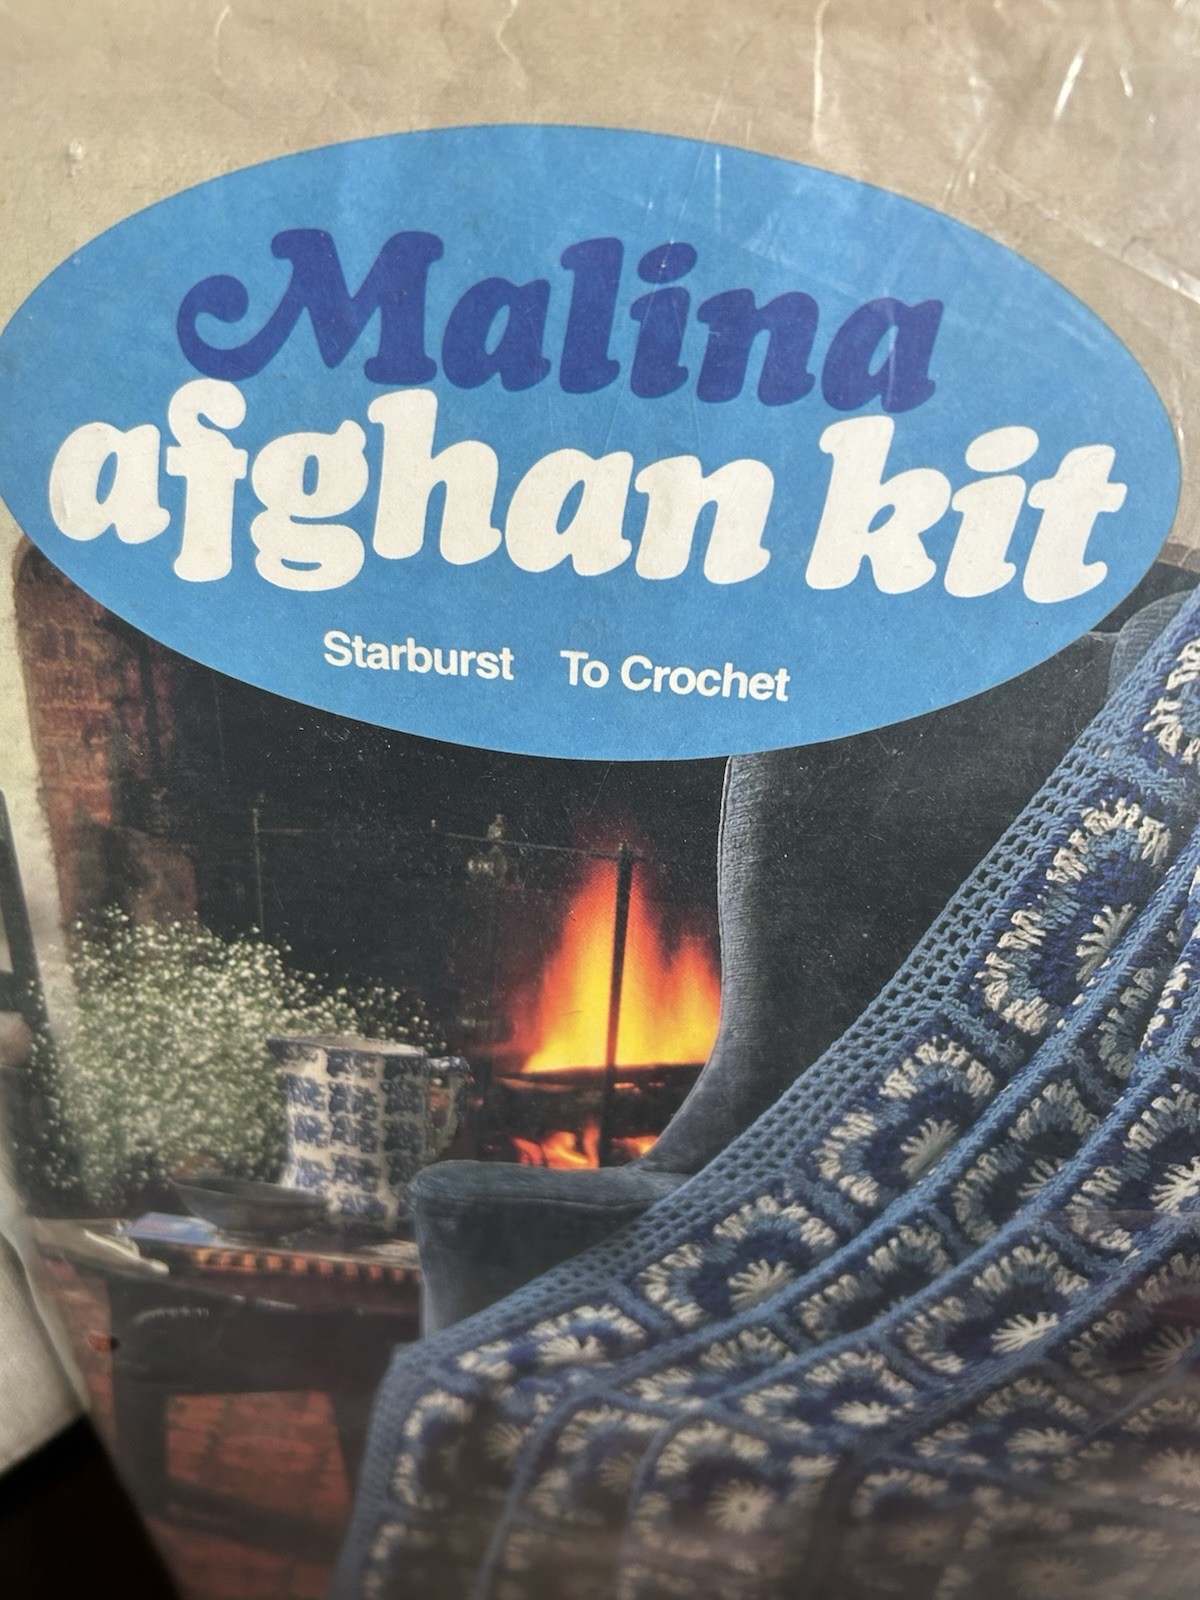 Malina
afghan kit
Starburst To Crochet